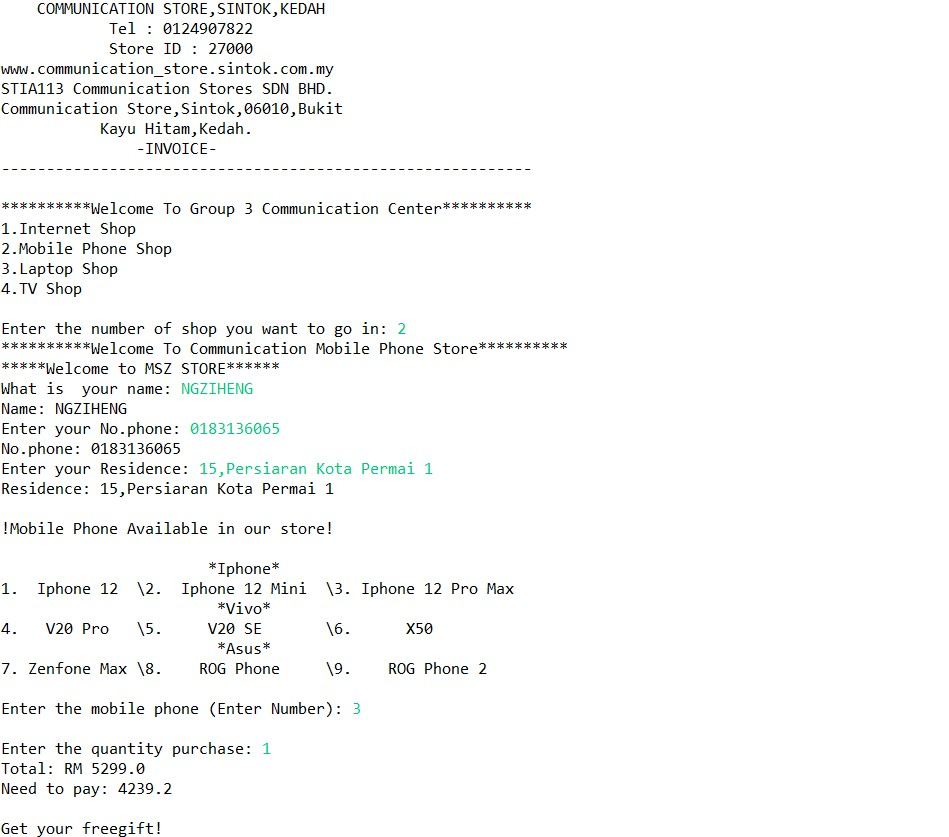 COMMUNICATION STORE,SINTOK,KEDAH
Tel : 0124907822
Store ID : 27000
www.communication_store.sintok.com.my
STIA113 Communication Stores SDN BHD.
Communication Store,Sintok,06010,Bukit
Kayu Hitam,Kedah.
-INVOICE-
-----------------------------------------------------------
**********Welcome To Group 3 Communication Center**********
1.Internet Shop
2.Mobile Phone Shop
3.Laptop Shop
4.TV Shop
Enter the number of shop you want to go in: 2
**********Welcome To Communication Mobile Phone Store**********
*****Welcome to MSZ STORE******
What is  your name: NGZIHENG
Name: NGZIHENG
Enter your No.phone: 0183136065
No.phone: 0183136065
Enter your Residence: 15,Persiaran Kota Permai 1
Residence: 15,Persiaran Kota Permai 1
!Mobile Phone Available in our store!
*Iphone*
1.  Iphone 12  \2.  Iphone 12 Mini  \3. Iphone 12 Pro Max
*Vivo*
4.   V20 Pro   \5.     V20 SE       \6.      X50
*Asus*
7. Zenfone Max \8.    ROG Phone     \9.    ROG Phone 2
Enter the mobile phone (Enter Number): 3
Enter the quantity purchase: 1
Total: RM 5299.0
Need to pay: 4239.2
Get your freegift!